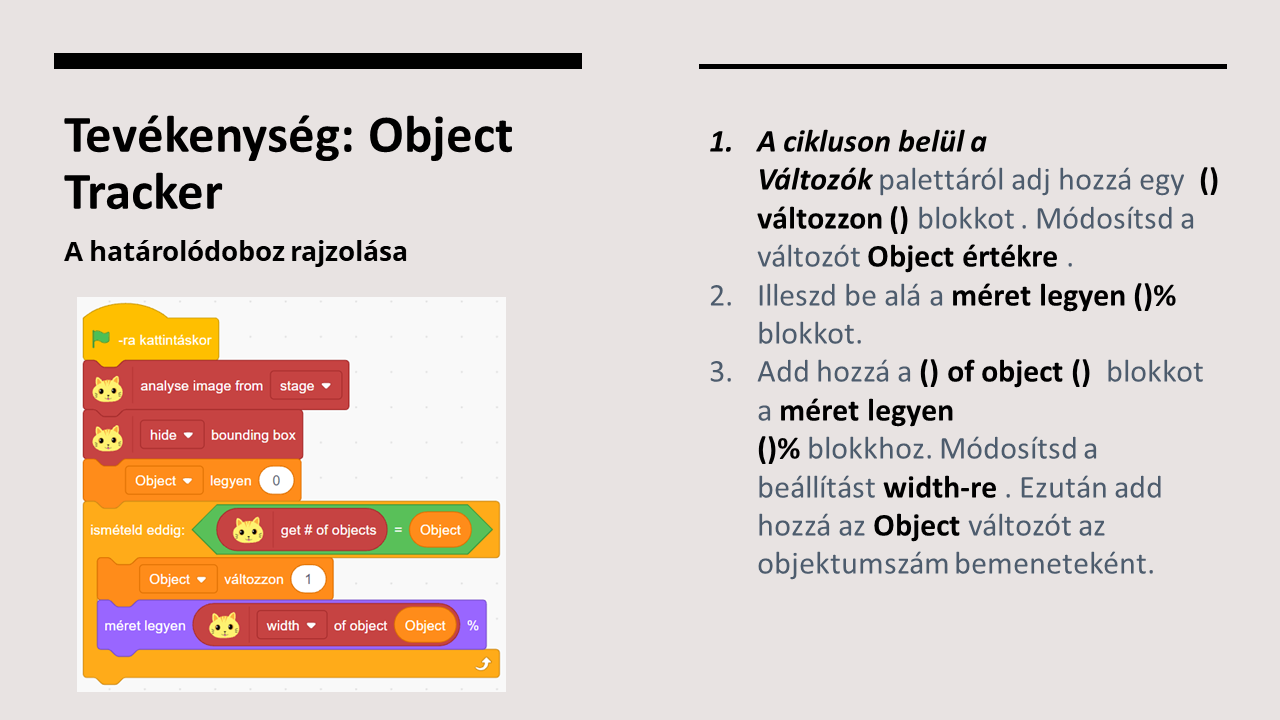 Tevékenység: Object
Tracker
A határolódoboz rajzolása
-ra kattintáskor
analyse image from stage
hide bounding box
Object legyen 0
ismételd eddig: get # of objects = Object
Object változzon 1
méret legyen width of object Object %
1. A cikluson belül a
Változók palettáról adj hozzá egy ()
változzon () blokkot . Módosítsd a
változót Object értékre .
2. Illeszd be alá a méret legyen ()%
blokkot.
3. Add hozzá a () of object () blokkot
a méret legyen
()% blokkhoz. Módosítsd a
beállítást width-re . Ezután add
hozzá az Object változót az
objektumszám bemeneteként.